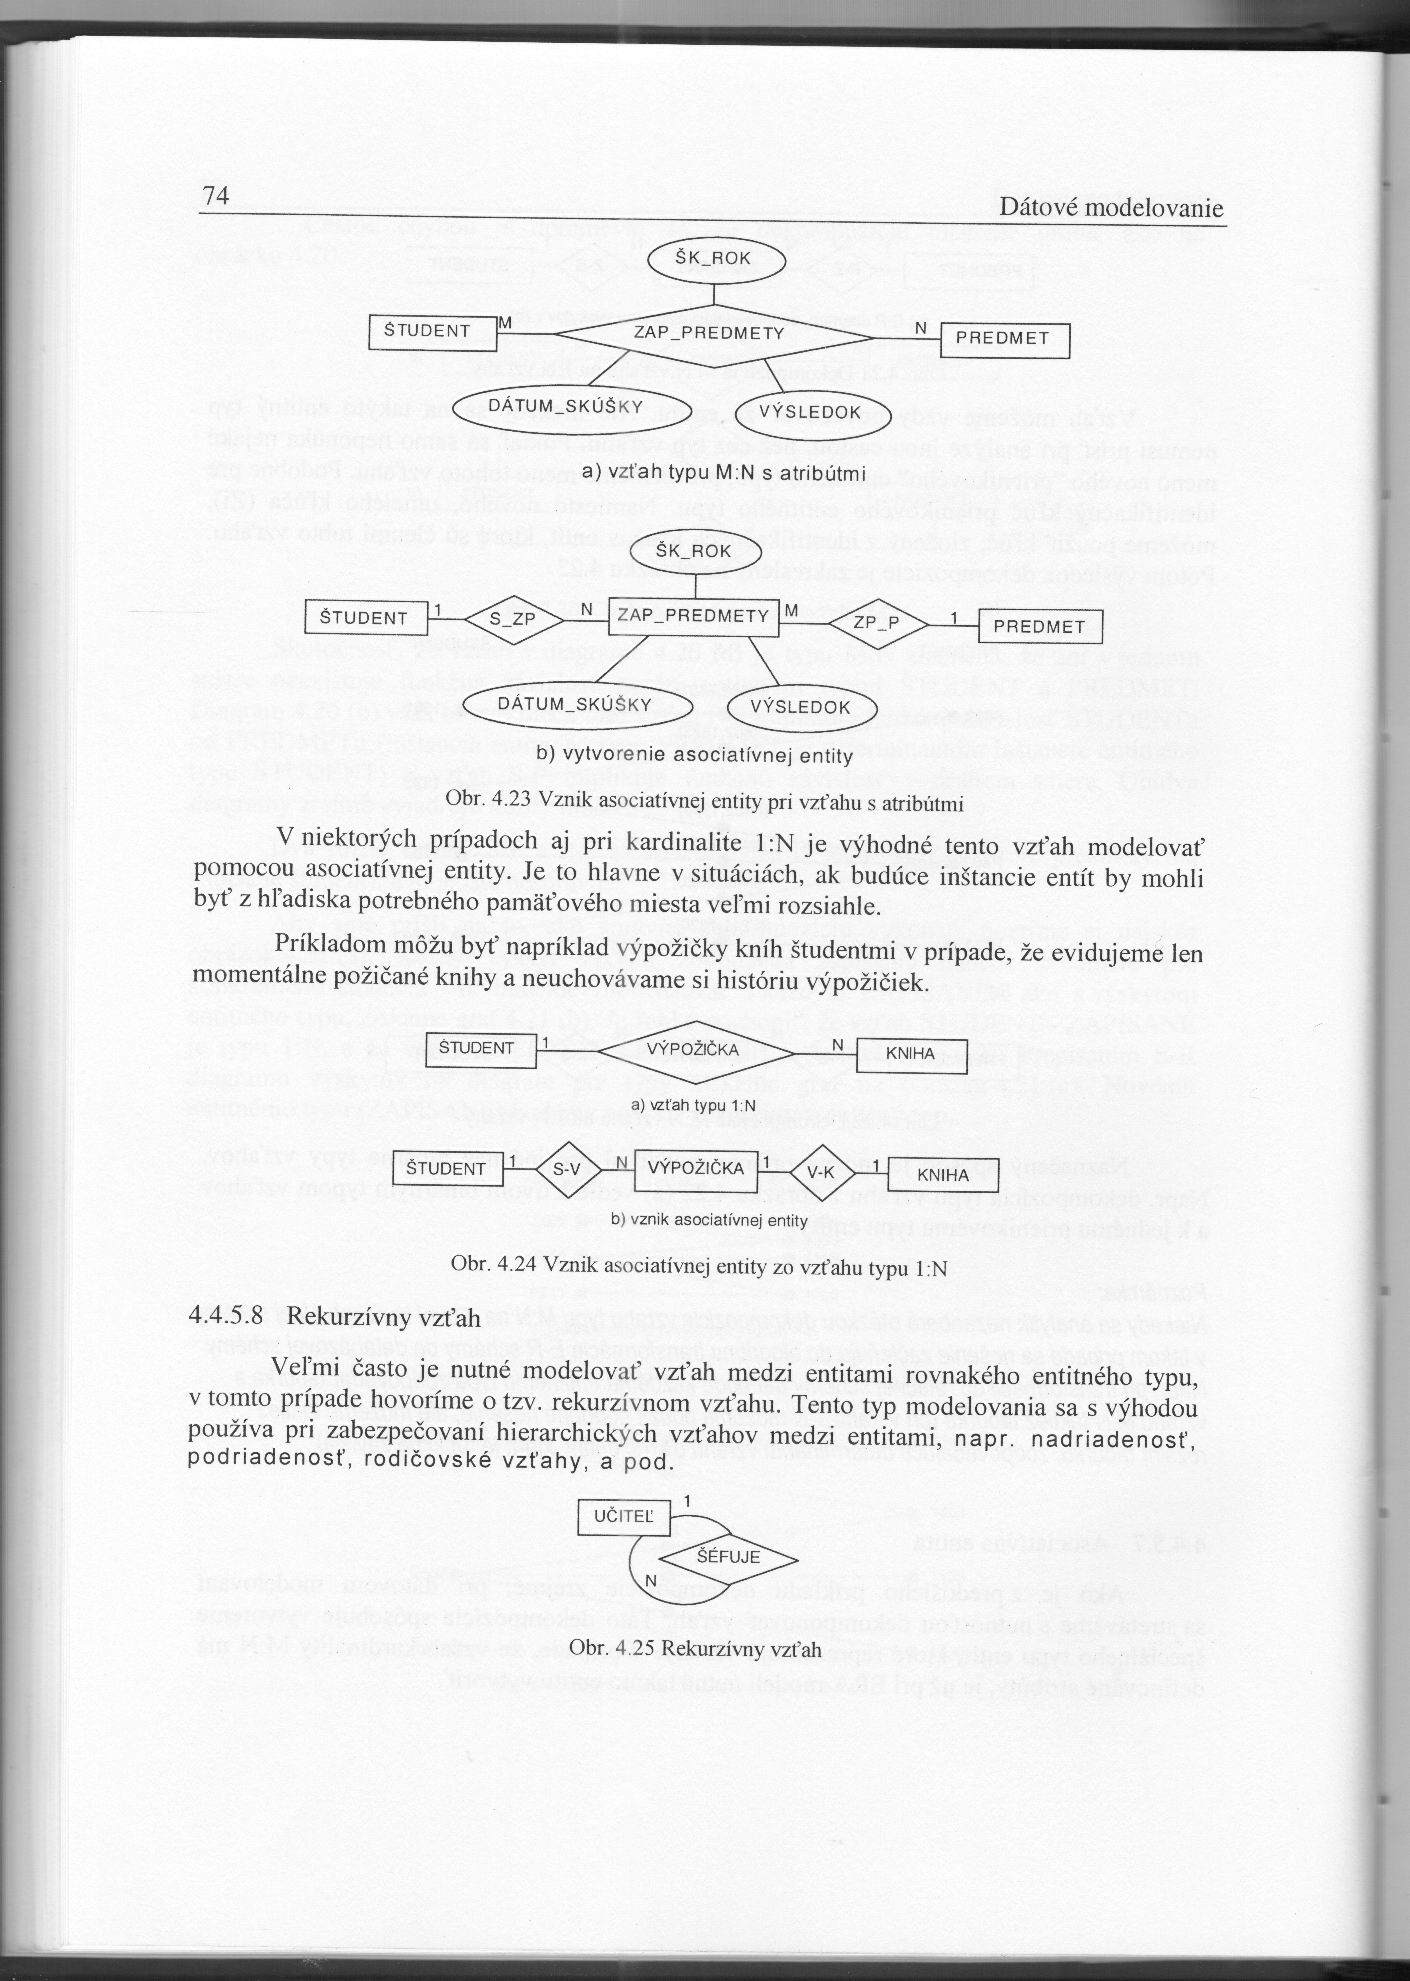 74
Dátové modelovanie
ŠK_ROK
ŠTUDENT M ZAP_PREDMETY N PREDMET
DÁTUM_SKÚŠKY VÝSLEDOK
a) vzťah typu M:N s atribútmi
ŠK_ROK
ŠTUDENT 1 S_ZP N ZAP_PREDMETY M ZP_P 1 PREDMET
DÁTUM_SKÚŠKY VÝSLEDOK
b) vytvorenie asociatívnej entity
Obr. 4.23 Vznik asociatívnej entity pri vzťahu s atribútmi
V niektorých prípadoch aj pri kardinalite 1:N je výhodné tento vzťah modelovať
pomocou asociatívnej entity. Je to hlavne v situáciách, ak budúce inštancie entít by mohli
byť z hľadiska potrebného pamäťového miesta veľmi rozsiahle.
Príkladom môžu byť napríklad výpožičky kníh študentmi v prípade, že evidujeme len
momentálne požičané knihy a neuchovávame si históriu výpožičiek.
ŠTUDENT 1 VÝPOŽIČKA N KNIHA
a) vzťah typu 1:N
ŠTUDENT 1 S-V N VÝPOŽIČKA 1 V-K 1 KNIHA
b) vznik asociatívnej entity
Obr. 4.24 Vznik asociatívnej entity zo vzťahu typu 1:N
4.4.5.8 Rekurzívny vzťah
Veľmi často je nutné modelovať vzťah medzi entitami rovnakého entitného typu,
v tomto prípade hovoríme o tzv. rekurzívnom vzťahu. Tento typ modelovania sa s výhodou
používa pri zabezpečovaní hierarchických vzťahov medzi entitami, napr. nadriadenosť,
podriadenosť, rodičovské vzťahy, a pod.
UČITEĽ 1
ŠÉFUJE
N
Obr. 4.25 Rekurzívny vzťah